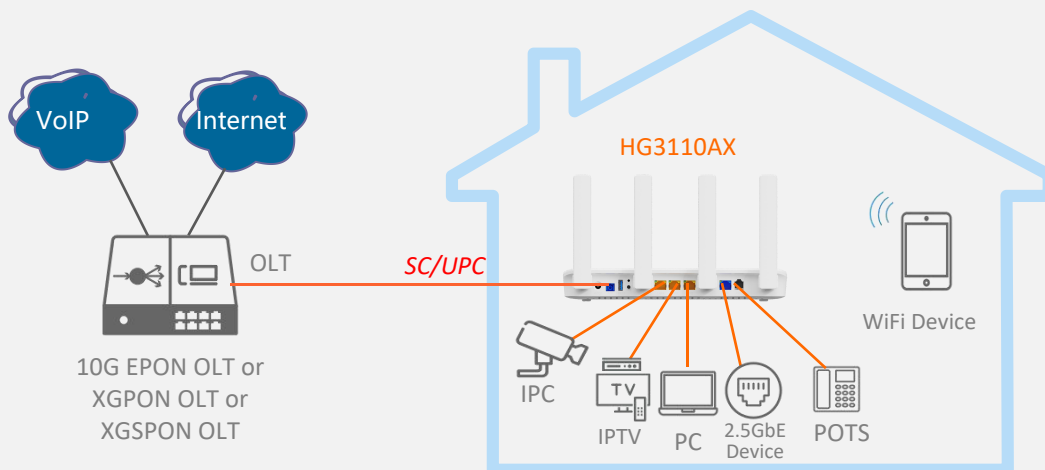 VoIP
Internet
HG3110AX
OLT
SC/UPC
10G EPON OLT or
XGPON OLT or
XGSPON OLT
IPC
TV
IPTV
PC
2.5GbE
Device
POTS
WiFi Device